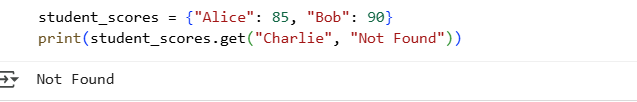 student_scores = {"Alice": 85, "Bob": 90}
print(student_scores.get("Charlie", "Not Found"))
Not Found